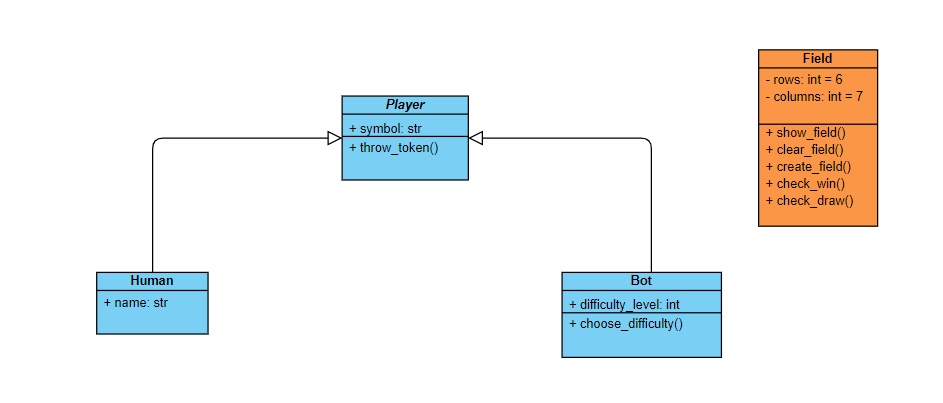 Player
+ symbol: str
+ throw_token()
Human
+ name: str
Bot
+ difficulty_level: int
+ choose_difficulty()
Field
- rows: int = 6
- columns: int = 7
+ show_field()
+ clear_field()
+ create_field()
+ check_win()
+ check_draw()